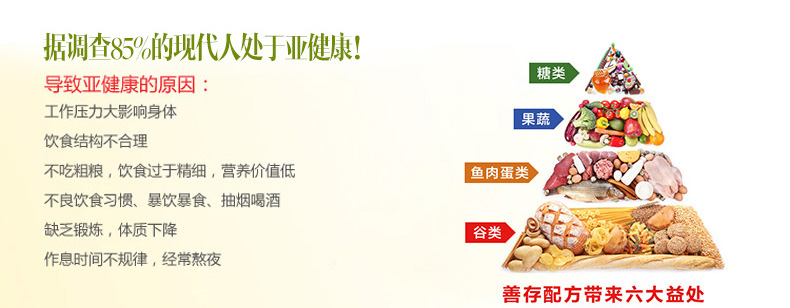 据调查85%的现代人处于亚健康！
导致亚健康的原因：
工作压力大影响身体
饮食结构不合理
不吃粗粮，饮食过于精细，营养价值低
不良饮食习惯、暴饮暴食、抽烟喝酒
缺乏锻炼，体质下降
作息时间不规律，经常熬夜
糖类
果蔬
鱼肉蛋类
谷类
善存配方带来六大益处